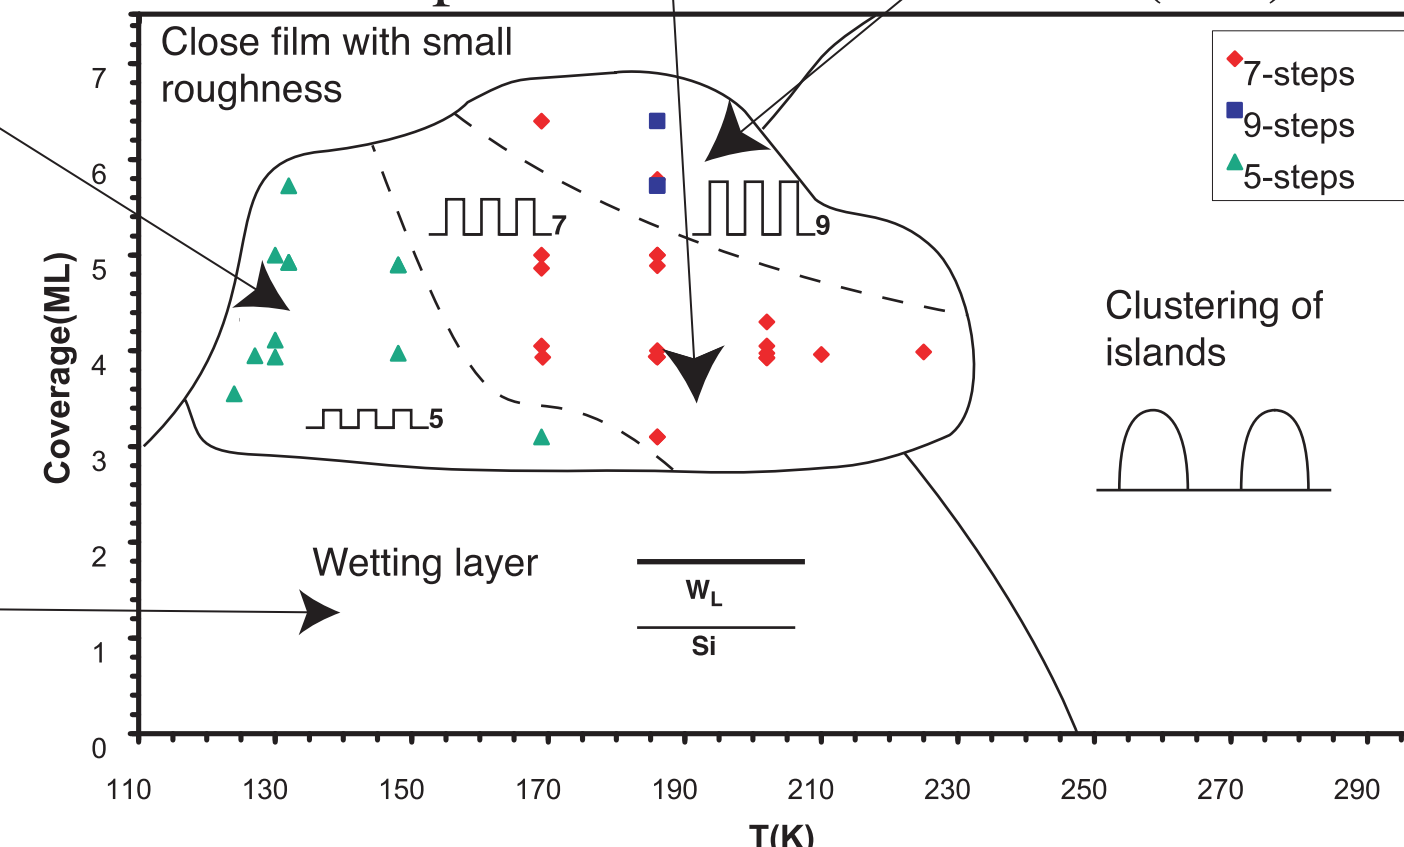 Close film with small
roughness
7-steps
9-steps
5-steps
7
6
5
4
3
2
1
0
Coverage(ML)
7
9
5
Clustering of
islands
Wetting layer
WL
Si
110 130 150 170 190 210 230 250 270 290
T(K)